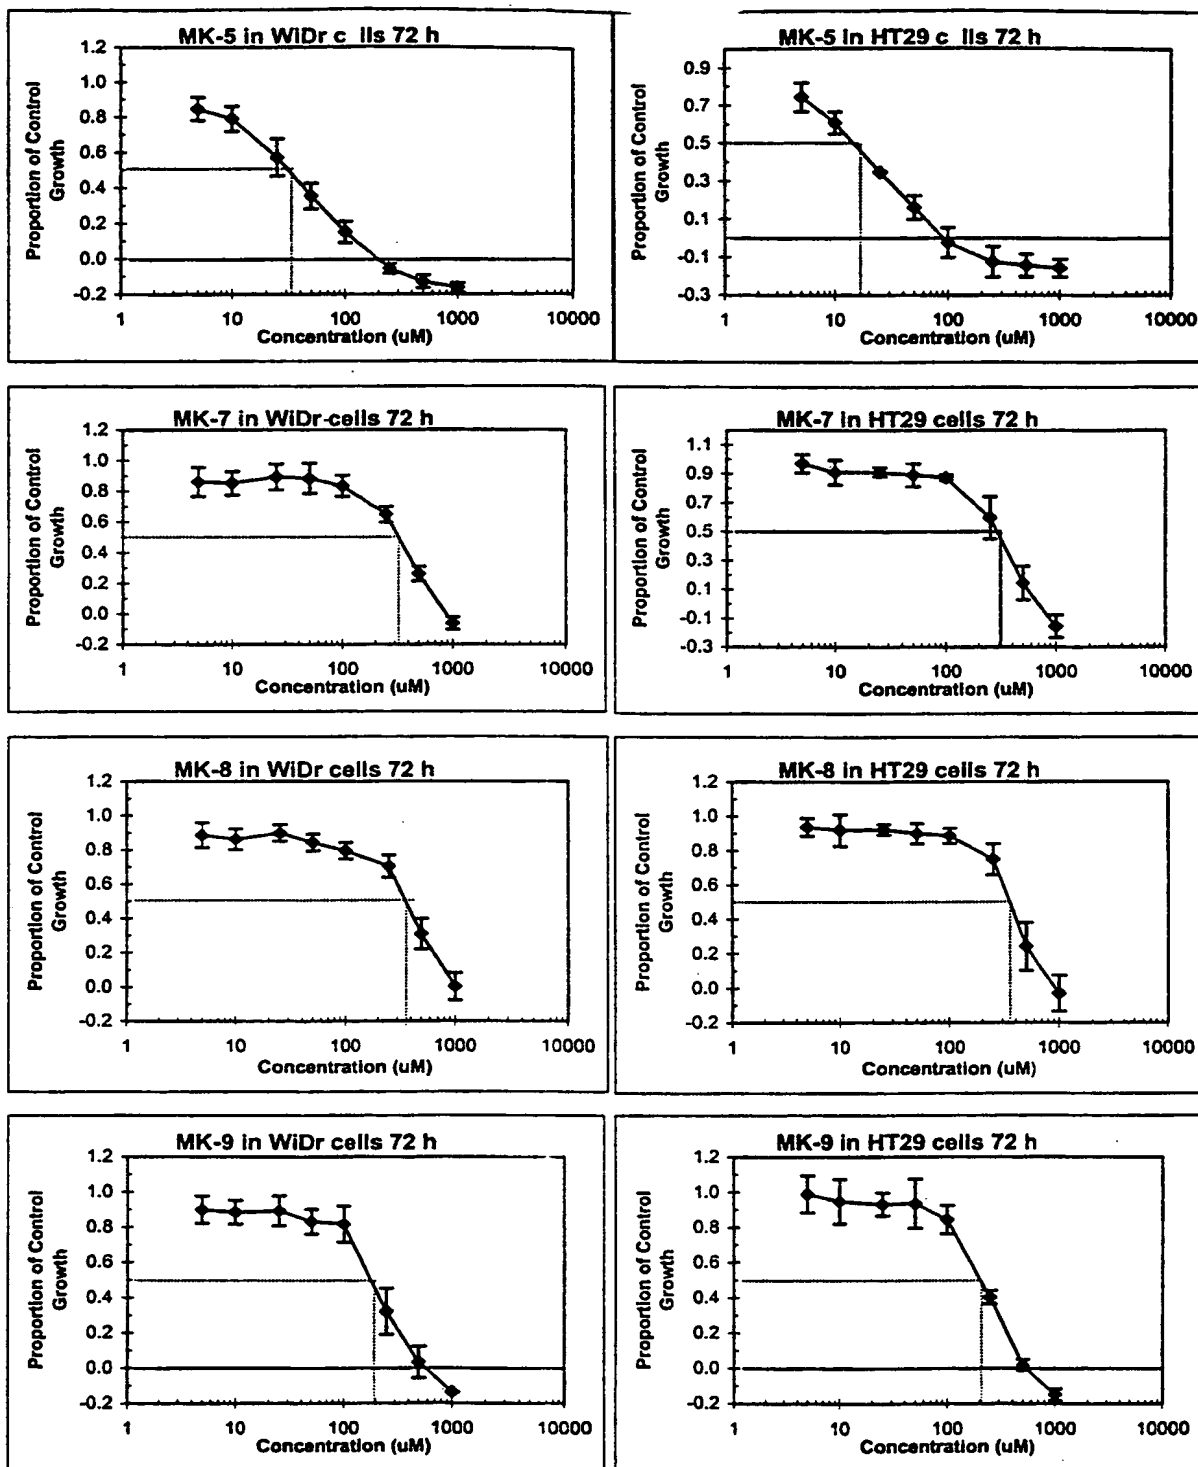 MK-5 in WiDr c lls 72 h
1.2
1.0
0.8
0.6
0.4
0.2
0.0
-0.2
Proportion of Control
Growth
1 10 100 1000 10000
Concentration (uM)
MK-5 in HT29 c lls 72 h
0.9
0.7
0.5
0.3
0.1
-0.1
-0.3
Proportion of Control
Growth
1 10 100 1000 10000
Concentration (uM)
MK-7 in WiDr-cells 72 h
1.2
1.0
0.8
0.6
0.4
0.2
0.0
-0.2
Proportion of Control
Growth
1 10 100 1000 10000
Concentration (uM)
MK-7 in HT29 cells 72 h
1.1
0.9
0.7
0.5
0.3
0.1
-0.1
-0.3
Proportion of Control
Growth
1 10 100 1000 10000
Concentration (uM)
MK-8 in WiDr cells 72 h
1.2
1.0
0.8
0.6
0.4
0.2
0.0
-0.2
Proportion of Control
Growth
1 10 100 1000 10000
Concentration (uM)
MK-8 in HT29 cells 72 h
1.2
1.0
0.8
0.6
0.4
0.2
0.0
-0.2
Proportion of Control
Growth
1 10 100 1000 10000
Concentration (uM)
MK-9 in WiDr cells 72 h
1.2
1.0
0.8
0.6
0.4
0.2
0.0
-0.2
Proportion of Control
Growth
1 10 100 1000 10000
Concentration (uM)
MK-9 in HT29 cells 72 h
1.2
1.0
0.8
0.6
0.4
0.2
0.0
-0.2
Proportion of Control
Growth
1 10 100 1000 10000
Concentration (uM)